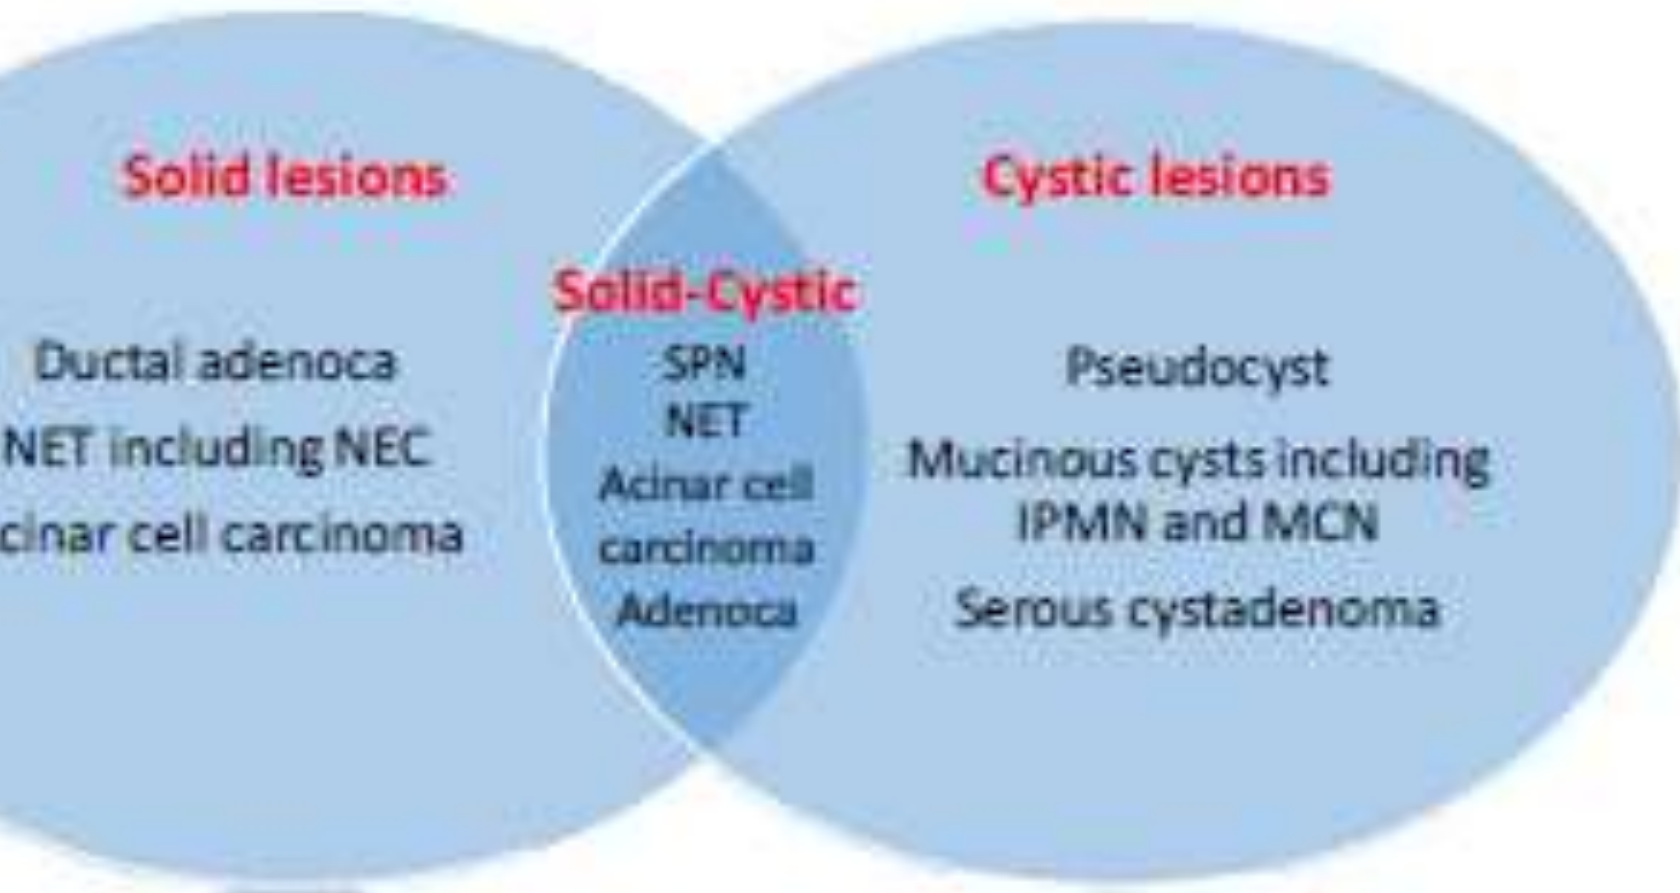 Solid lesions
Ductal adenoca
NET including NEC
cinar cell carcinoma
Solid-Cystic
SPN
NET
Acinar cell
carcinoma
Adenoca
Cystic lesions
Pseudocyst
Mucinous cysts including
IPMN and MCN
Serous cystadenoma